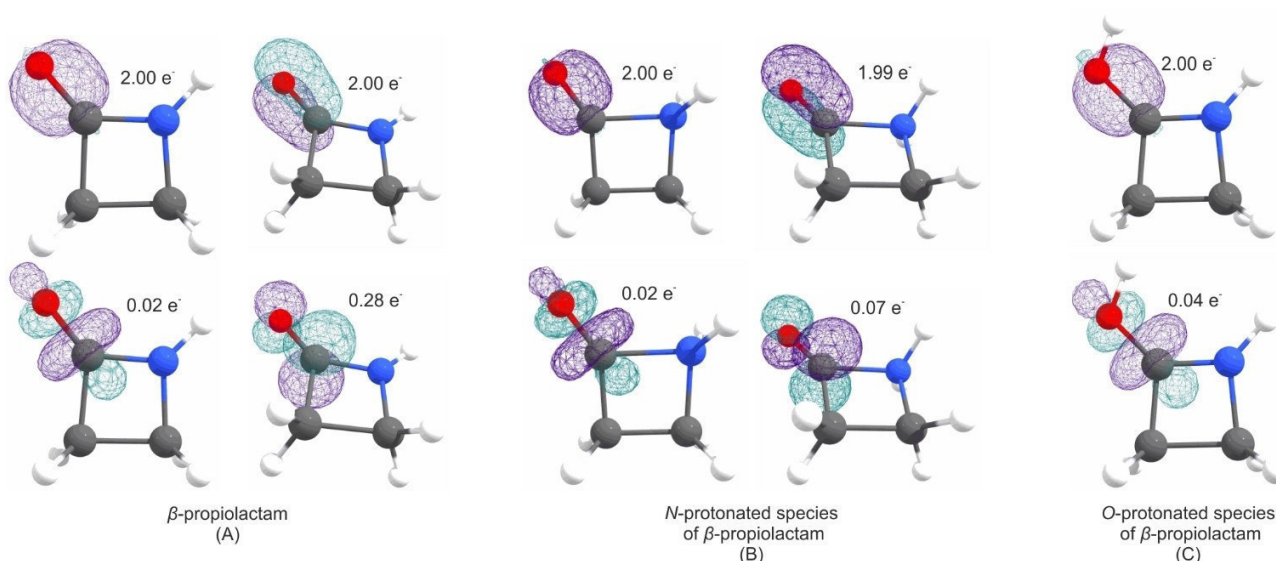 2.00 e-
2.00 e-
2.00 e-
1.99 e-
2.00 e-
0.02 e-
0.28 e-
0.02 e-
0.07 e-
0.04 e-
β-propiolactam
(A)
N-protonated species
of β-propiolactam
(B)
O-protonated species
of β-propiolactam
(C)